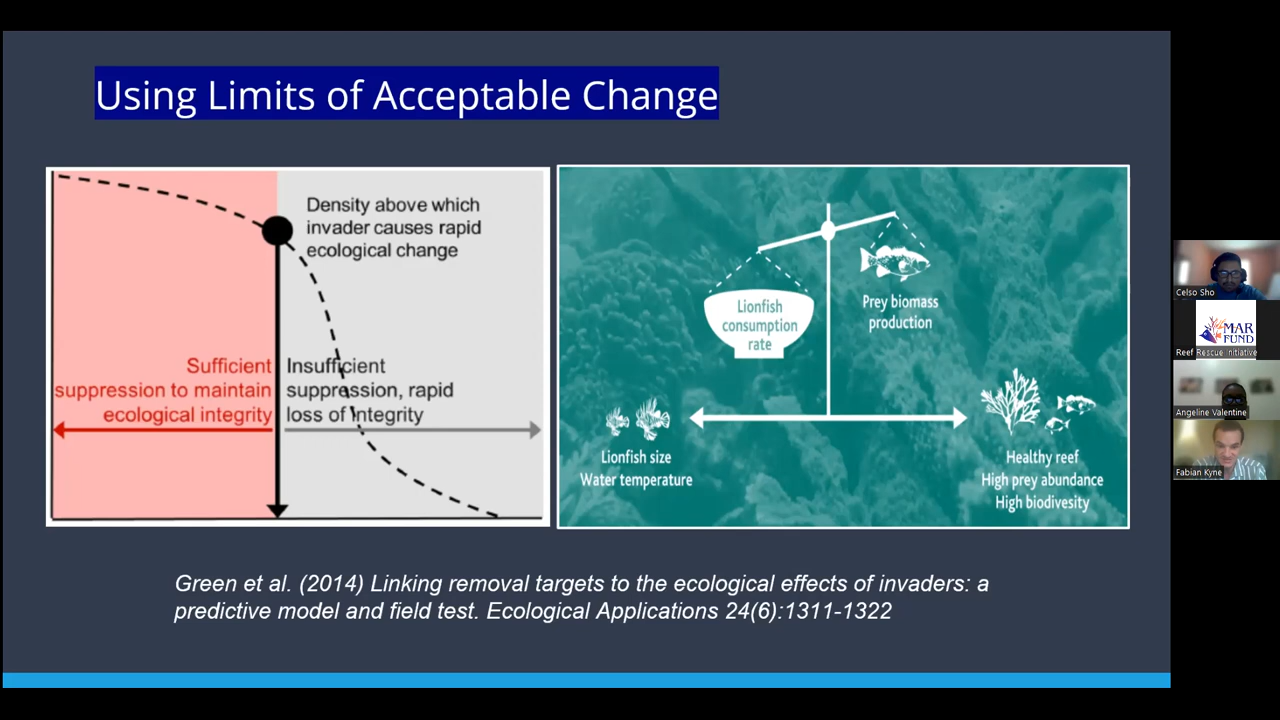 Using Limits of Acceptable Change
Density above which
invader causes rapid
ecological change
Sufficient
suppression to maintain
ecological integrity
Insufficient
suppression, rapid
loss of integrity
Lionfish
consumption
rate
Prey biomass
production
Lionfish size
Water temperature
Healthy reef
High prey abundance
High biodivesity
Green et al. (2014) Linking removal targets to the ecological effects of invaders: a
predictive model and field test. Ecological Applications 24(6):1311-1322
Celso Sho
MAR
FUND
Reef Rescue Initiative
Angeline Valentine
Fabian Kyne